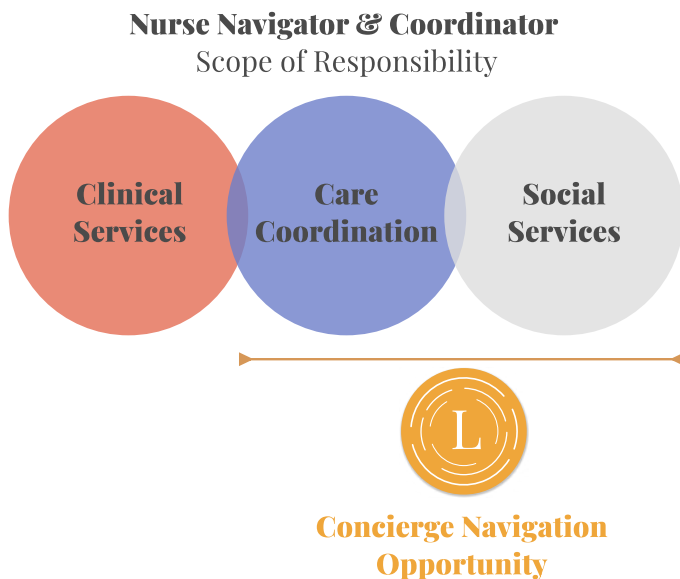 Nurse Navigator & Coordinator
Scope of Responsibility
Clinical
Services
Care
Coordination
Social
Services
L
Concierge Navigation
Opportunity